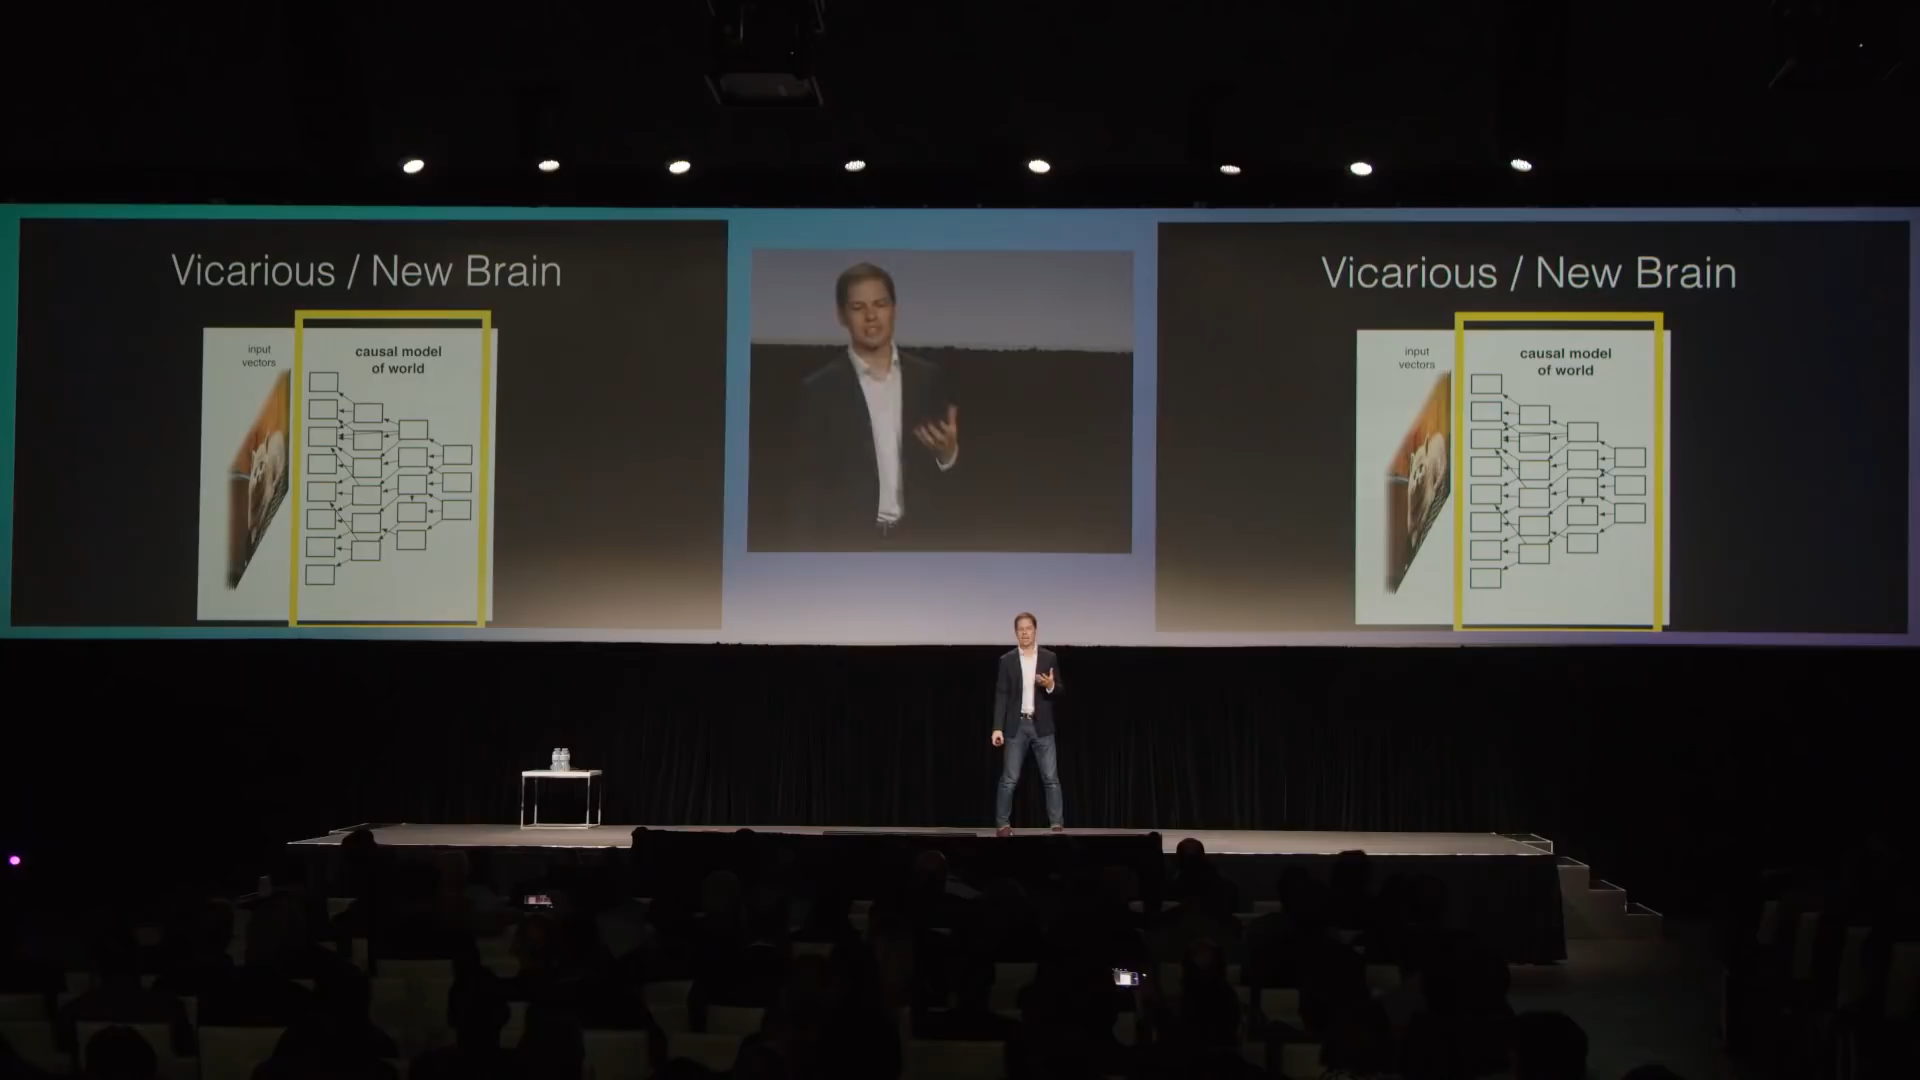 Vicarious / New Brain
input
vectors
causal model
of world
Vicarious / New Brain
input
vectors
causal model
of world